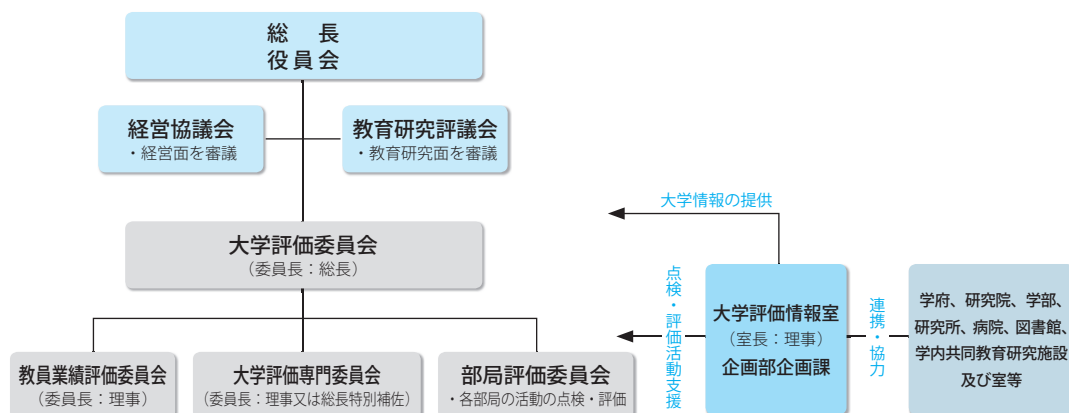 総　長
役員会
経営協議会
・経営面を審議
教育研究評議会
・教育研究面を審議
大学情報の提供
大学評価委員会
（委員長：総長）
点検・評価活動支援
大学評価情報室
（室長：理事）
企画部企画課
連携・協力
学府、研究院、学部、
研究所、病院、図書館、
学内共同教育研究施設
及び室等
教員業績評価委員会
（委員長：理事）
大学評価専門委員会
（委員長：理事又は総長特別補佐）
部局評価委員会
・各部局の活動の点検・評価